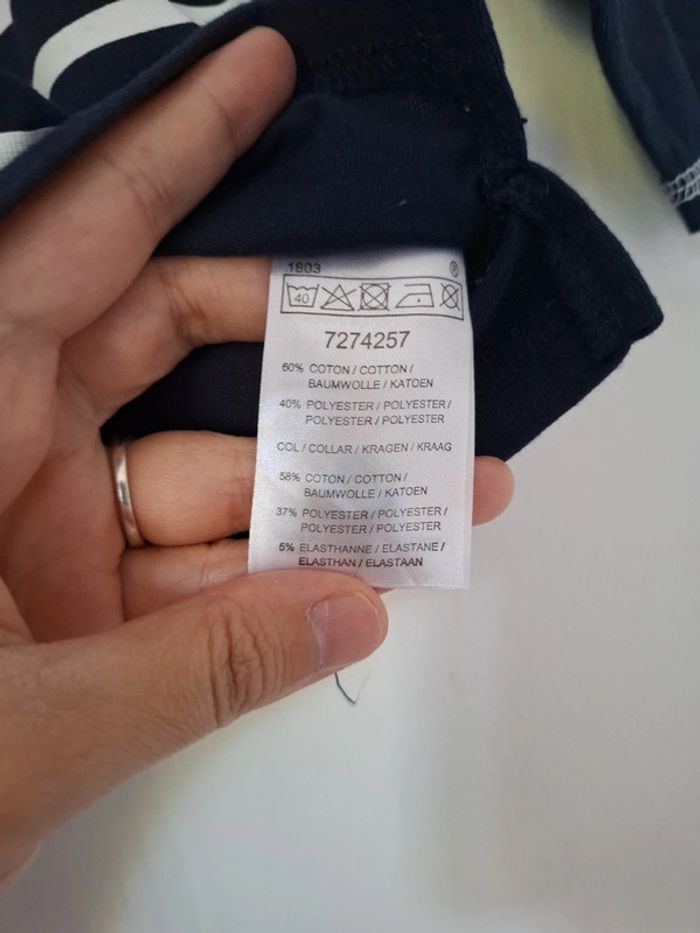 1803
®
40
7274257
60% COTON / COTTON /
BAUMWOLLE / KATOEN
40% POLYESTER / POLYESTER /
POLYESTER / POLYESTER
COL / COLLAR / KRAGEN / KRAAG
58% COTON / COTTON /
BAUMWOLLE / KATOEN
37% POLYESTER / POLYESTER /
POLYESTER / POLYESTER
5% ELASTHANNE / ELASTANE /
ELASTHAN / ELASTAAN